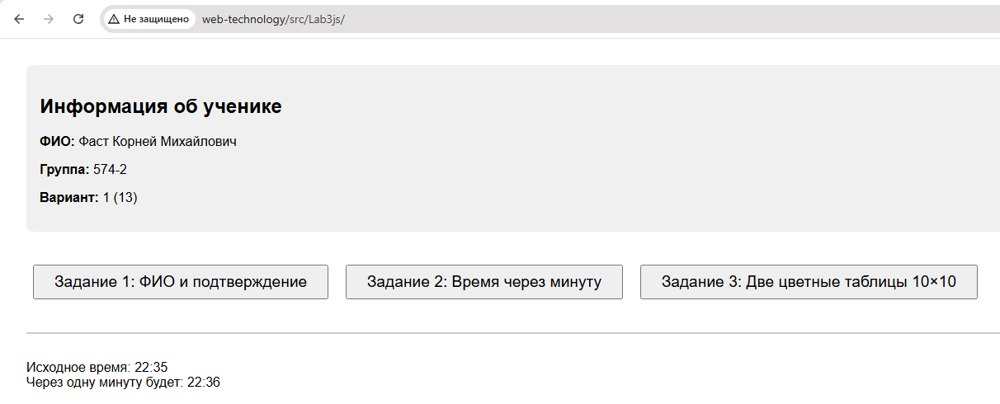 Не защищено web-technology/src/Lab3js/
Информация об ученике
ФИО: Фаст Корней Михайлович
Группа: 574-2
Вариант: 1 (13)
Задание 1: ФИО и подтверждение Задание 2: Время через минуту Задание 3: Две цветные таблицы 10×10
Исходное время: 22:35
Через одну минуту будет: 22:36